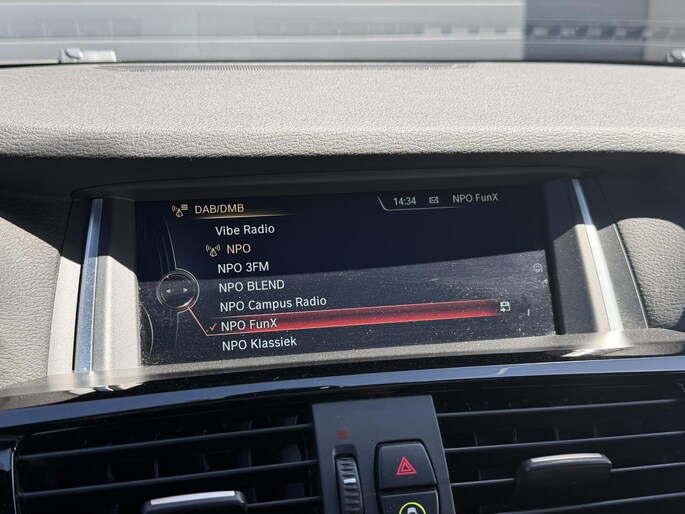 DAB/DMB 14:34 NPO FunX
Vibe Radio
NPO
NPO 3FM
NPO BLEND
NPO Campus Radio
NPO FunX
NPO Klassiek